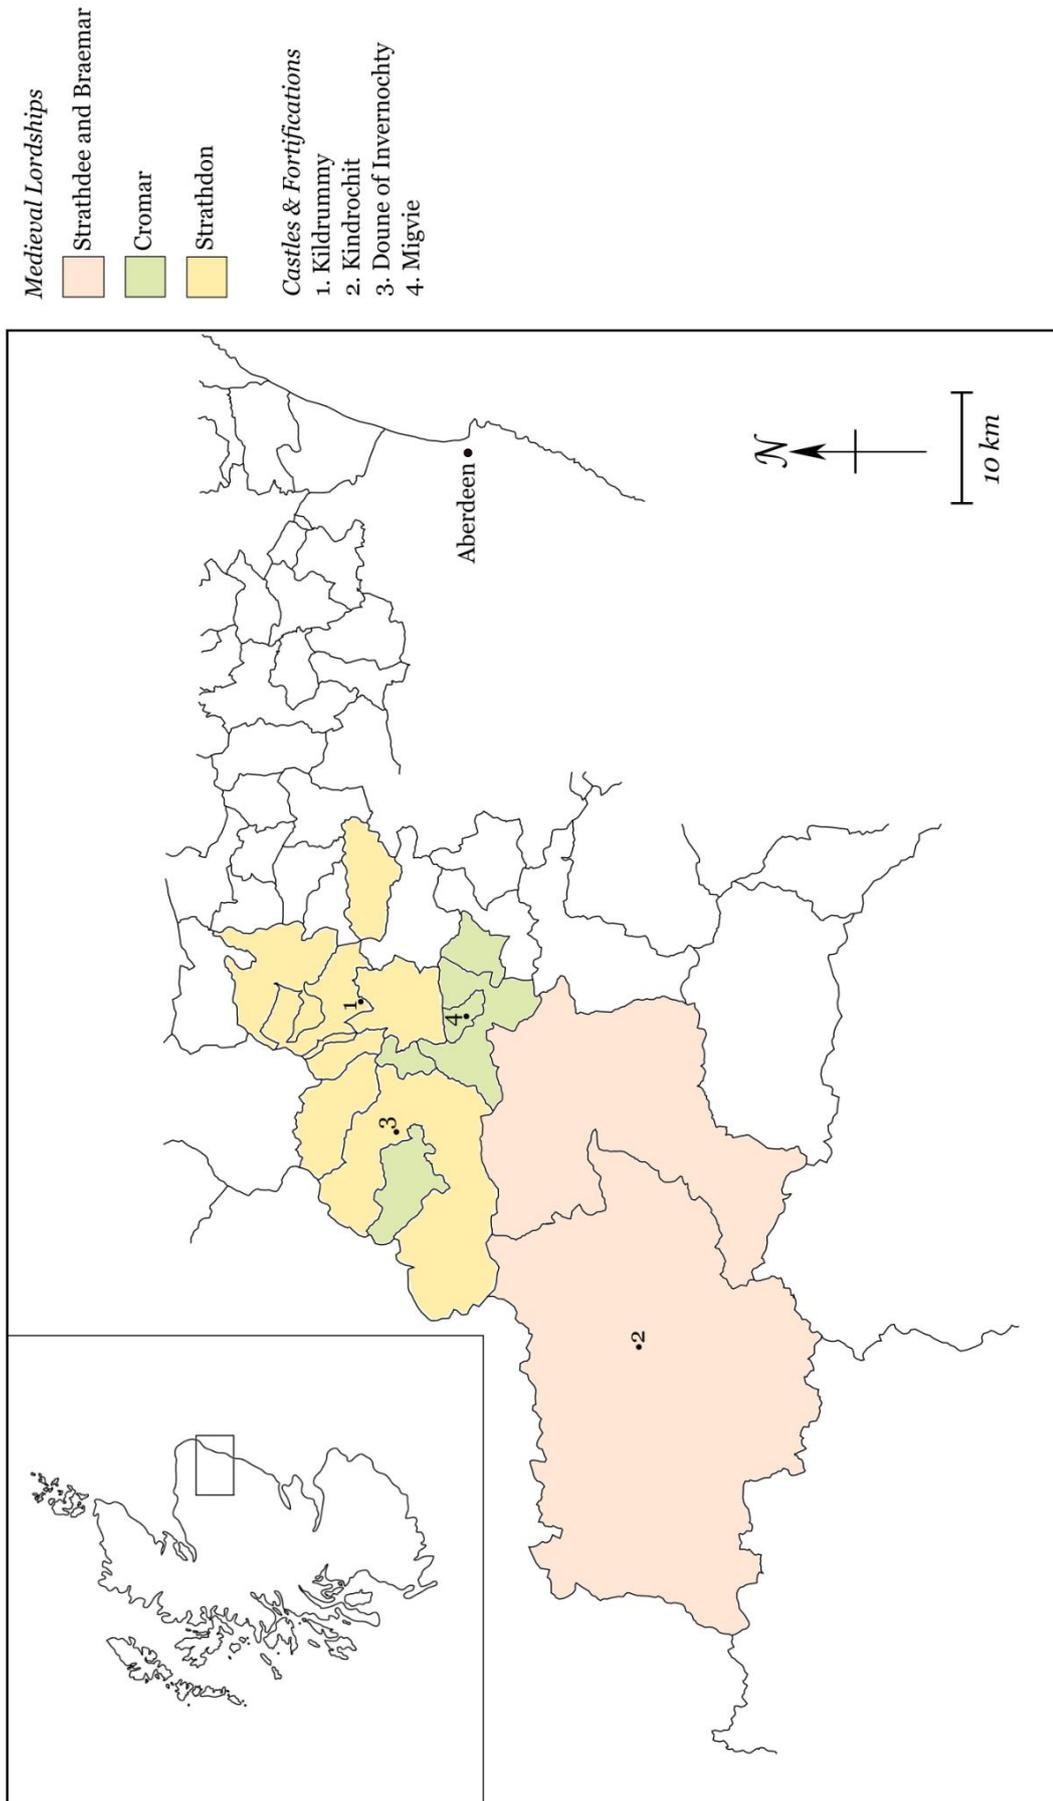 Medieval Lordships
Strathdee and Braemar
Cromar
Strathdon
Castles & Fortifications
1. Kildrummy
2. Kindrochit
3. Doune of Invernochty
4. Migvie
1
3
4
2
Aberdeen
N
10 km